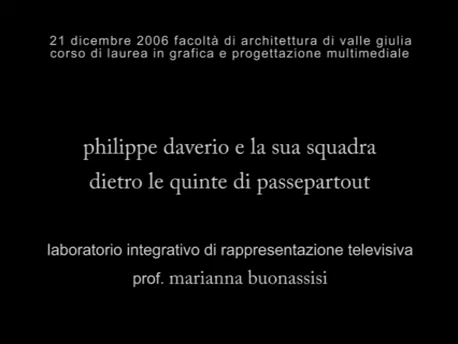 21 dicembre 2006 facoltà di architettura di valle giulia
corso di laurea in grafica e progettazione multimediale
philippe daverio e la sua squadra
dietro le quinte di passepartout
laboratorio integrativo di rappresentazione televisiva
prof. marianna buonassisi